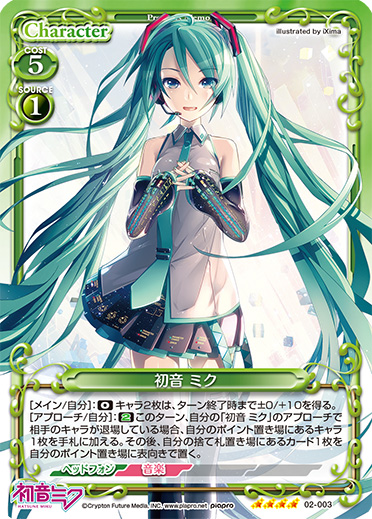 Character
illustrated by iXima
COST
5
SOURCE
1
初音 ミク
[メイン/自分]: 0 キャラ2枚は、ターン終了時まで±0/+10を得る。
[アプローチ/自分]: 2 このターン、自分の「初音 ミク」のアプローチで
相手のキャラが退場している場合、自分のポイント置き場にあるキャラ
1枚を手札に加える。その後、自分の捨て札置き場にあるカード1枚を
自分のポイント置き場に表向きで置く。
ヘッドフォン 音楽
初音ミク
HATSUNE MIKU
©Crypton Future Media, INC. www.piapro.net piapro
02-003